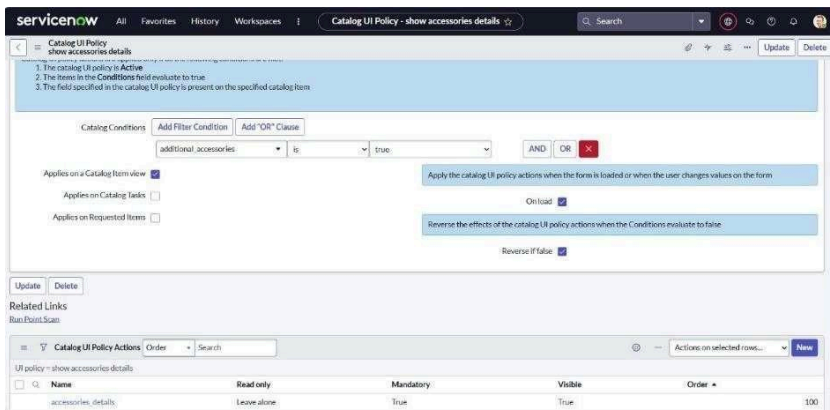 servicenow All Favorites History Workspaces Catalog UI Policy - show accessories details Search
Catalog UI Policy
show accessories details
Update Delete
1. The catalog UI policy is Active
2. The items in the Conditions field evaluate to true
3. The field specified in the catalog UI policy is present on the specified catalog item
Catalog Conditions Add Filter Condition Add "OR" Clause
additional_accessories is true AND OR
Applies on a Catalog Item view
Apply the catalog UI policy actions when the form is loaded or when the user changes values on the form
Applies on Catalog Tasks
On load
Applies on Requested Items
Reverse the effects of the catalog UI policy actions when the Conditions evaluate to false
Reverse if false
Update Delete
Related Links
Run Point Scan
Catalog UI Policy Actions Order Search Actions on selected rows... New
UI policy = show accessories details
Name Read only Mandatory Visible Order
accessories_details Leave alone True True 100